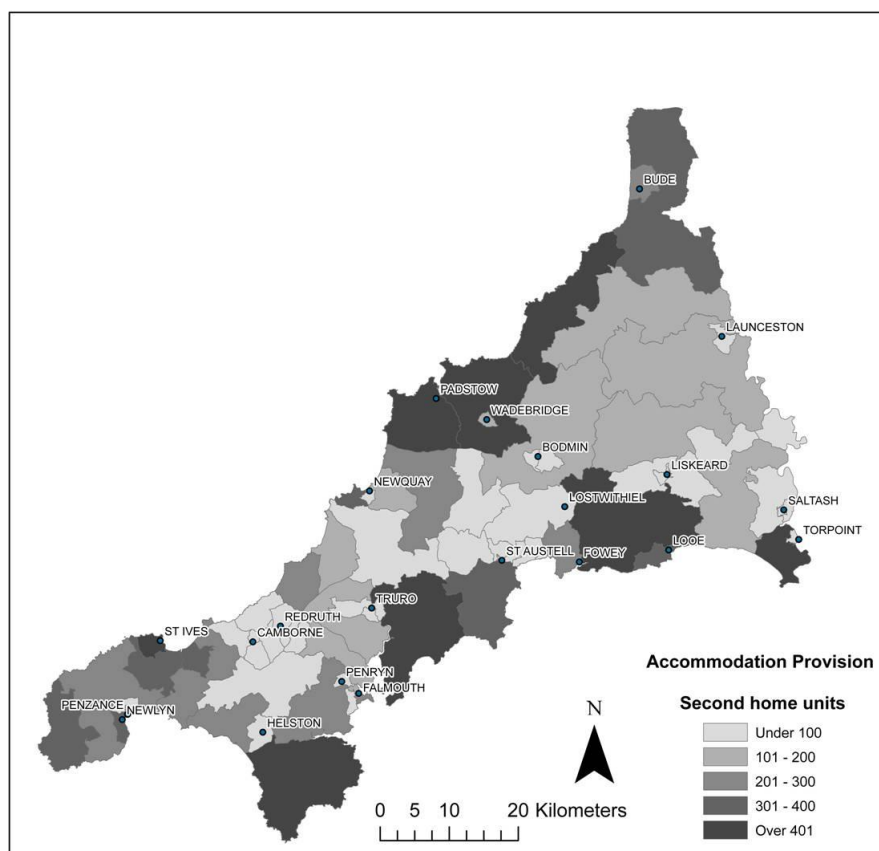 BUDE
LAUNCESTON
PADSTOW
WADEBRIDGE
BODMIN
LISKEARD
NEWQUAY
LOSTWITHIEL
SALTASH
TORPOINT
ST AUSTELL
FOWEY
LOOE
TRURO
REDRUTH
ST IVES
CAMBORNE
PENRYN
FALMOUTH
PENZANCE
NEWLYN
HELSTON
Accommodation Provision
Second home units
Under 100
101 - 200
201 - 300
301 - 400
Over 401
N
0 5 10 20 Kilometers